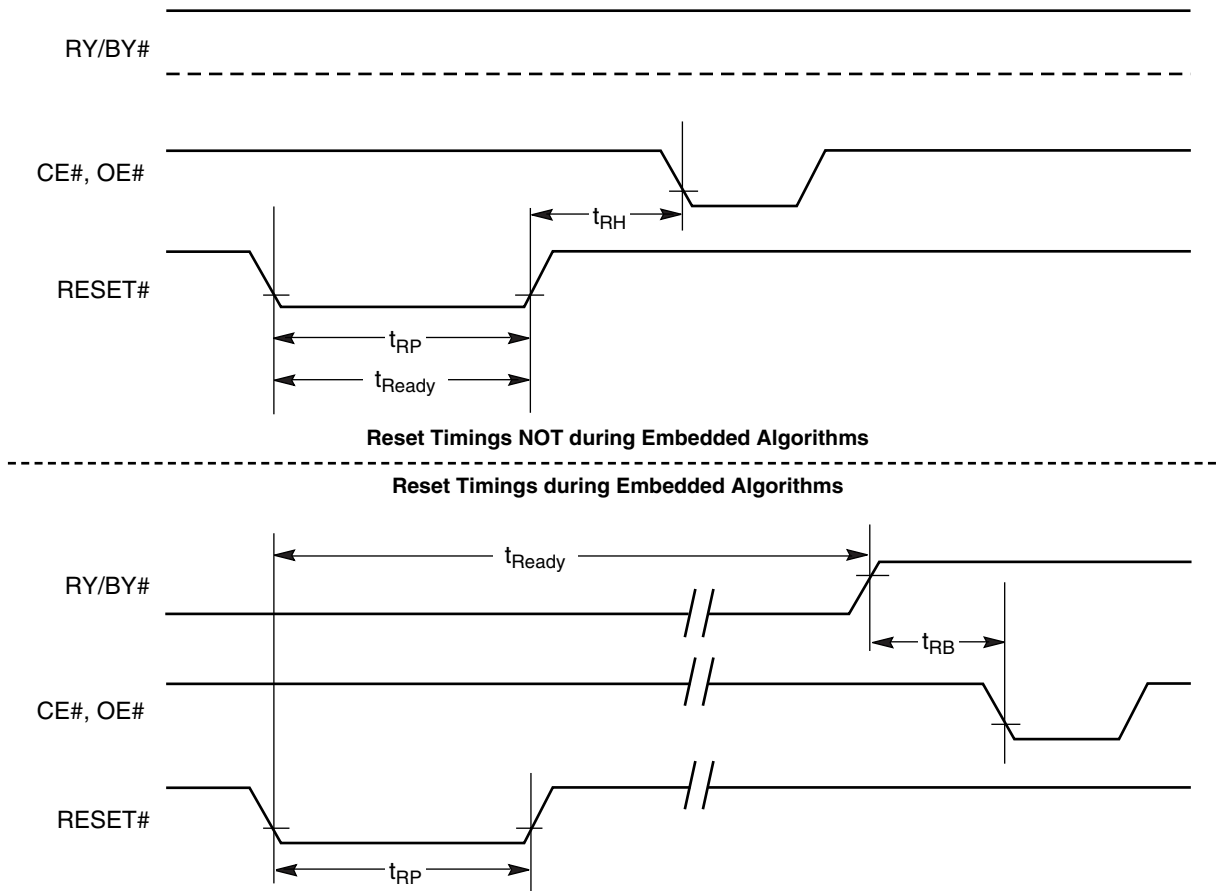 RY/BY#
CE#, OE#
tRH
RESET#
tRP
tReady
Reset Timings NOT during Embedded Algorithms
Reset Timings during Embedded Algorithms
tReady
RY/BY#
tRB
CE#, OE#
RESET#
tRP